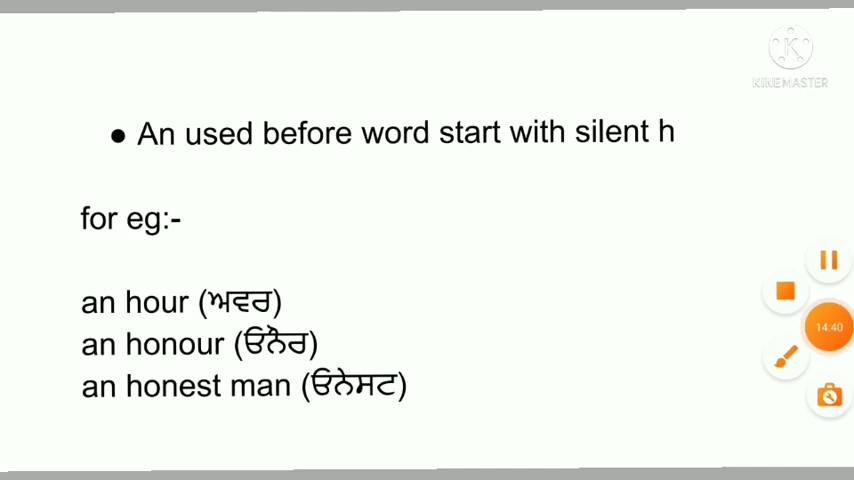 KINEMASTER
● An used before word start with silent h
for eg:-
an hour (ਅਵਰ)
an honour (ਓਨੌਰ)
an honest man (ਓਨੇਸਟ)
14:40